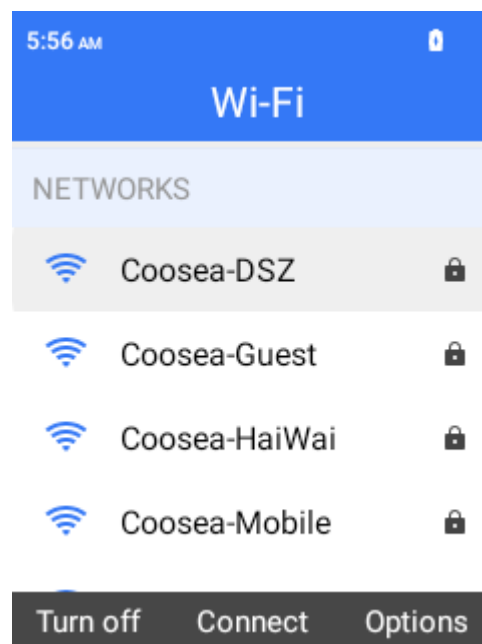 5:56 AM
Wi-Fi
NETWORKS
Coosea-DSZ
Coosea-Guest
Coosea-HaiWai
Coosea-Mobile
Turn off Connect Options